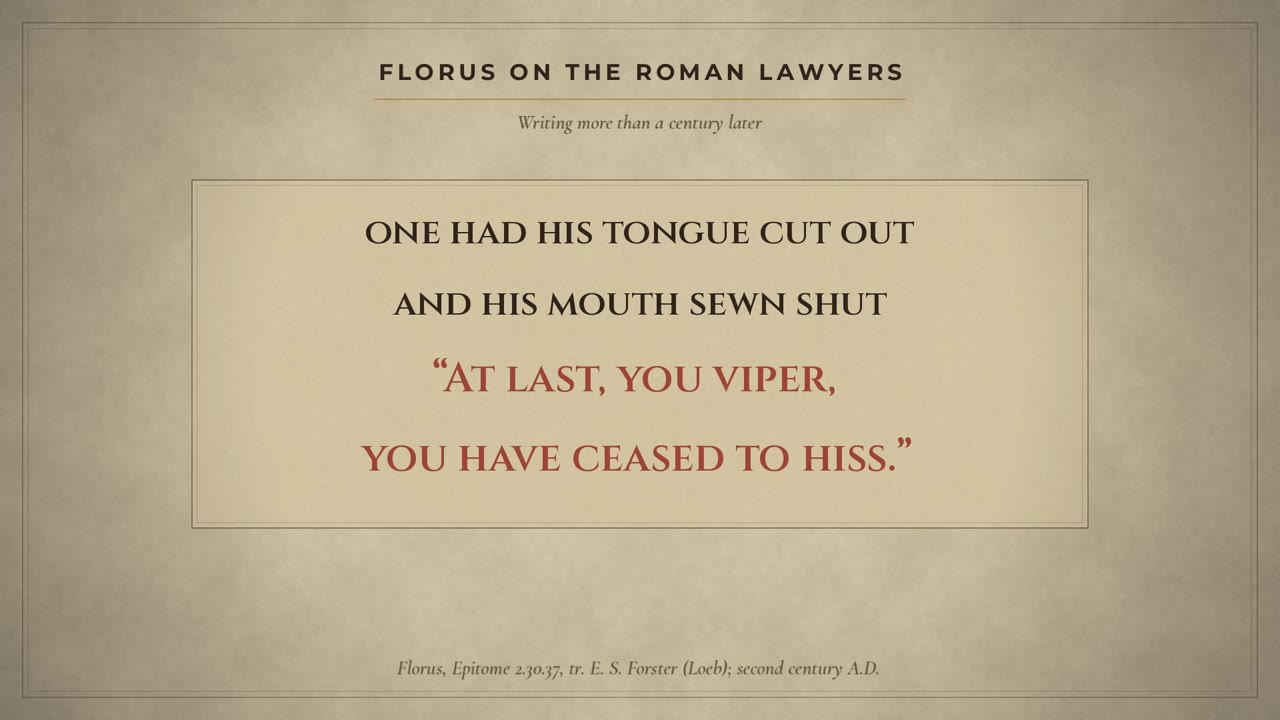 FLORUS ON THE ROMAN LAWYERS
Writing more than a century later
ONE HAD HIS TONGUE CUT OUT
AND HIS MOUTH SEWN SHUT
“At last, you viper,
you have ceased to hiss.”
Florus, Epitome 2.30.37, tr. E. S. Forster (Loeb); second century A.D.